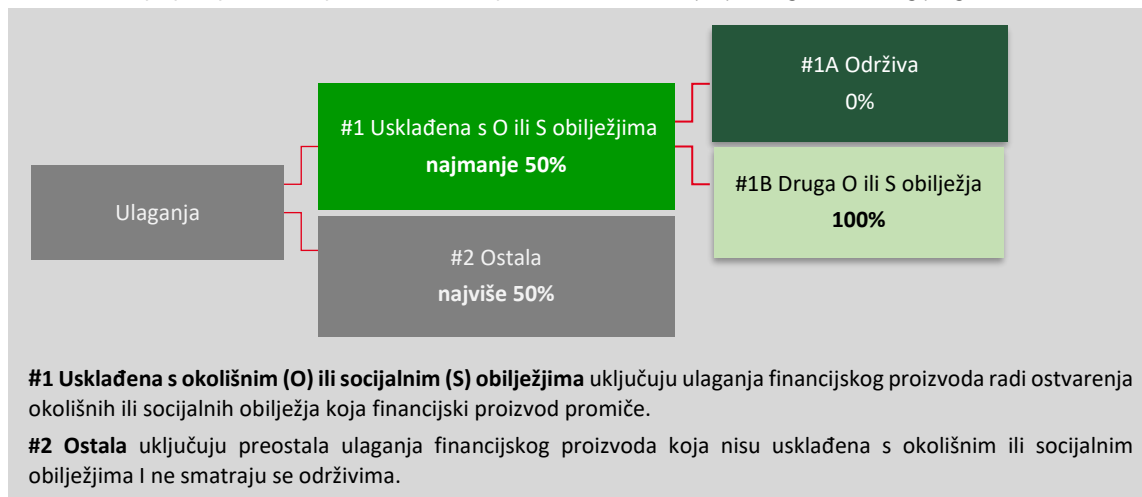 #1A Održiva
0%
#1 Usklađena s O ili S obilježjima
najmanje 50%
#1B Druga O ili S obilježja
100%
Ulaganja
#2 Ostala
najviše 50%
#1 Usklađena s okolišnim (O) ili socijalnim (S) obilježjima uključuju ulaganja financijskog proizvoda radi ostvarenja
okolišnih ili socijalnih obilježja koja financijski proizvod promiče.
#2 Ostala uključuju preostala ulaganja financijskog proizvoda koja nisu usklađena s okolišnim ili socijalnim
obilježjima I ne smatraju se održivima.